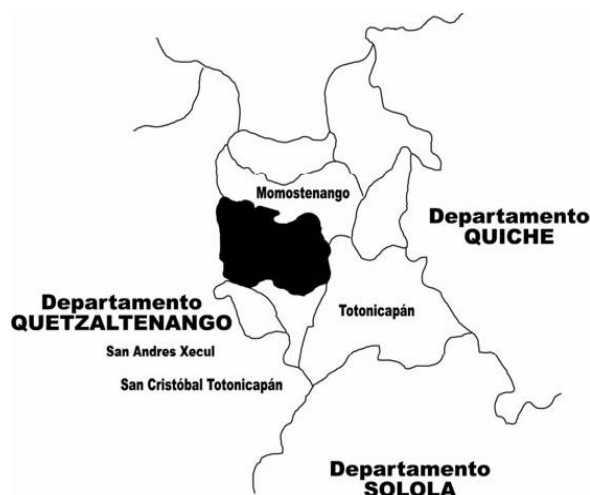 Momostenango
Departamento
QUICHE
Departamento
QUETZALTENANGO
Totonicapán
San Andres Xecul
San Cristóbal Totonicapán
Departamento
SOLOLA